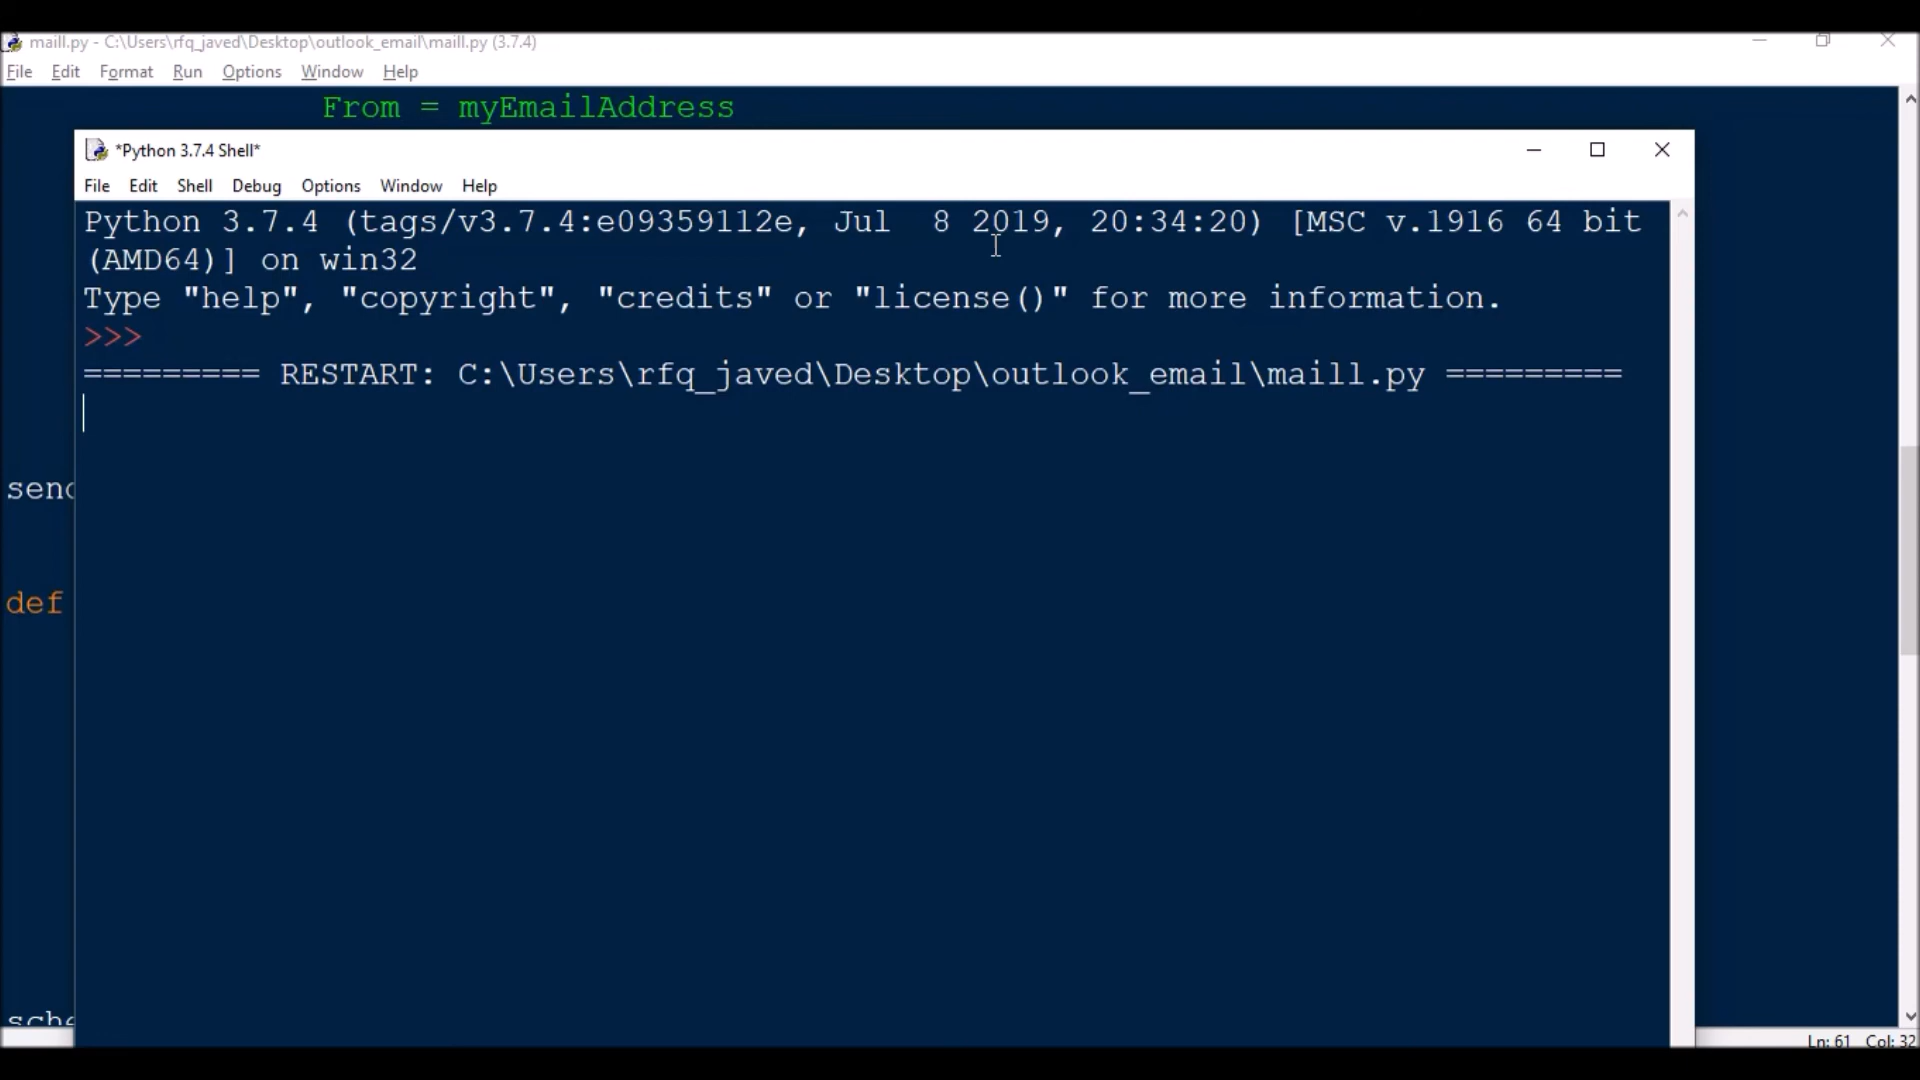 maill.py - C:\Users\rfq_javed\Desktop\outlook_email\maill.py (3.7.4)
File Edit Format Run Options Window Help
From = myEmailAddress
*Python 3.7.4 Shell*
File Edit Shell Debug Options Window Help
Python 3.7.4 (tags/v3.7.4:e09359112e, Jul  8 2019, 20:34:20) [MSC v.1916 64 bit
(AMD64)] on win32
Type "help", "copyright", "credits" or "license()" for more information.
>>>
========= RESTART: C:\Users\rfq_javed\Desktop\outlook_email\maill.py =========
send
def
sche
Ln: 61 Col: 32